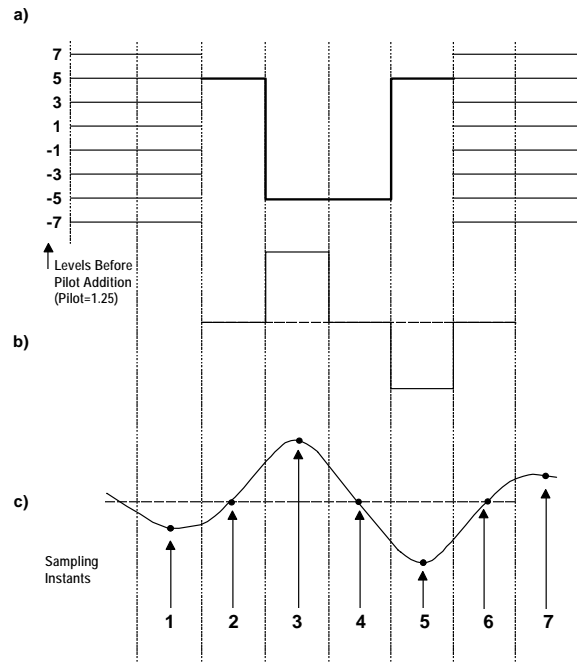 a)
7
5
3
1
-1
-3
-5
-7
Levels Before
Pilot Addition
(Pilot=1.25)
b)
c)
Sampling
Instants
1 2 3 4 5 6 7